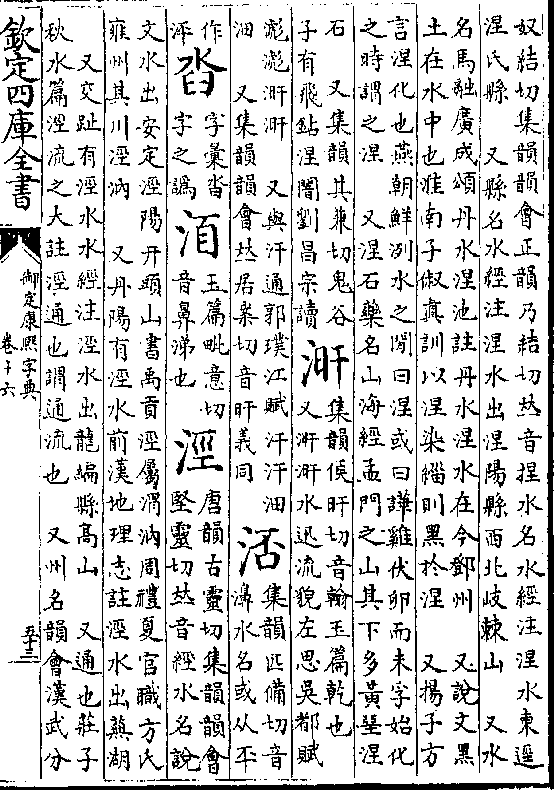 奴結切集韻韻會正韻乃結切𠀤音捏水名水經注涅水東逕
涅氏縣　又縣名水經注涅水出涅陽縣西北岐棘山　又水
名馬融廣成頌丹水涅池註丹水涅水在今鄧州　又說文黑
土在水中也淮南子俶真訓以涅染緇則黑於涅　又揚子方
言涅化也燕朝鮮洌水之閒曰涅或曰譁雞伏卵而未孚始化
之時謂之涅　又涅石藥名山海經孟門之山其下多黃堊涅
石　又集韻其兼切鬼谷
子有飛鉆涅闇劉昌宗讀
涆
集韻侯旰切音翰玉篇乾也
又涆涆水迅流貌左思吳都賦
滮滮涆涆　又與汗通郭璞江賦汗汗沺
沺　又集韻韻會𠀤居案切音旰義同
集韻匹備切音
濞水名或从平
作
淠
字彙沓
字之譌
玉篇毗意切
音鼻涕也
涇
唐韻古靈切集韻韻會
堅靈切𠀤音經水名說
文水出安定涇陽幵頭山書禹貢涇屬渭汭周禮夏官職方氏
雍州其川涇汭　又丹陽有涇水前漢地理志註涇水出蕪湖
又交趾有涇水水經注涇水出龍編縣高山　又通也莊子
秋水篇涇流之大註涇通也謂通流也　又州名韻會漢武分
欽定四庫全書
御定康熙字典
卷十六
五十三